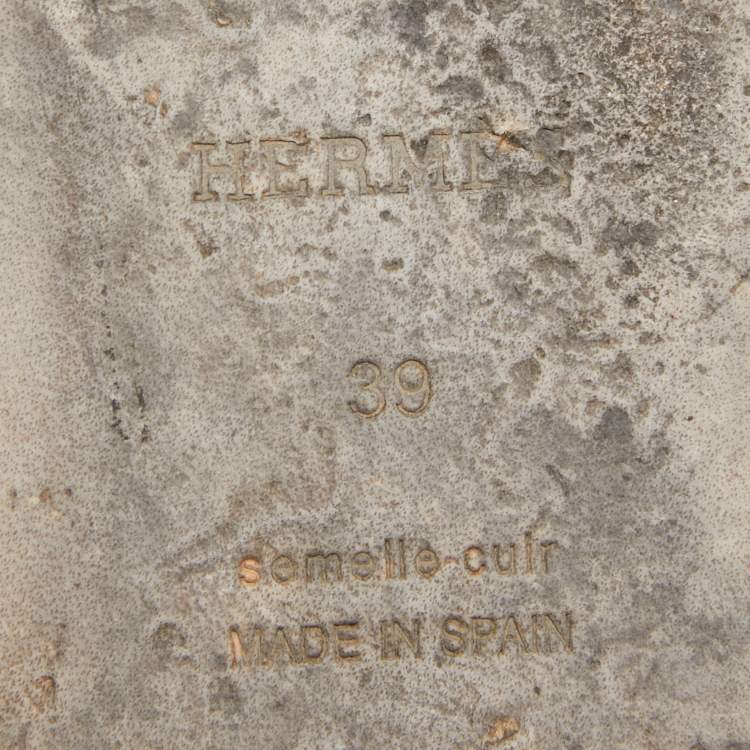 HERMES
39
semelle cuir
MADE IN SPAIN